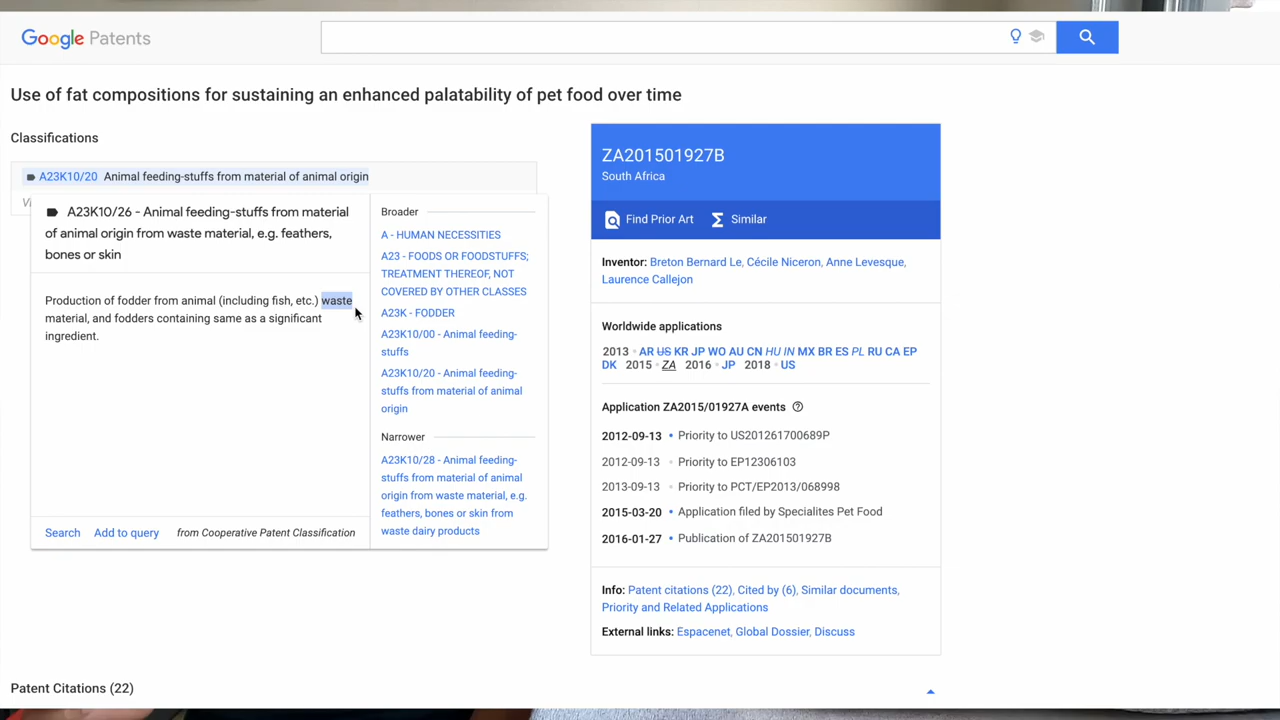 Google Patents
Use of fat compositions for sustaining an enhanced palatability of pet food over time
Classifications
A23K10/20 Animal feeding-stuffs from material of animal origin
A23K10/26 - Animal feeding-stuffs from material
of animal origin from waste material, e.g. feathers,
bones or skin
Production of fodder from animal (including fish, etc.) waste
material, and fodders containing same as a significant
ingredient.
Search Add to query from Cooperative Patent Classification
Broader
A - HUMAN NECESSITIES
A23 - FOODS OR FOODSTUFFS;
TREATMENT THEREOF, NOT
COVERED BY OTHER CLASSES
A23K - FODDER
A23K10/00 - Animal feeding-
stuffs
A23K10/20 - Animal feeding-
stuffs from material of animal
origin
Narrower
A23K10/28 - Animal feeding-
stuffs from material of animal
origin from waste material, e.g.
feathers, bones or skin from
waste dairy products
ZA201501927B
South Africa
Find Prior Art Similar
Inventor: Breton Bernard Le, Cécile Niceron, Anne Levesque,
Laurence Callejon
Worldwide applications
2013 • AR US KR JP WO AU CN HU IN MX BR ES PL RU CA EP
DK 2015 • ZA 2016 • JP 2018 • US
Application ZA2015/01927A events
2012-09-13 • Priority to US201261700689P
2012-09-13 • Priority to EP12306103
2013-09-13 • Priority to PCT/EP2013/068998
2015-03-20 • Application filed by Specialites Pet Food
2016-01-27 • Publication of ZA201501927B
Info: Patent citations (22), Cited by (6), Similar documents,
Priority and Related Applications
External links: Espacenet, Global Dossier, Discuss
Patent Citations (22)